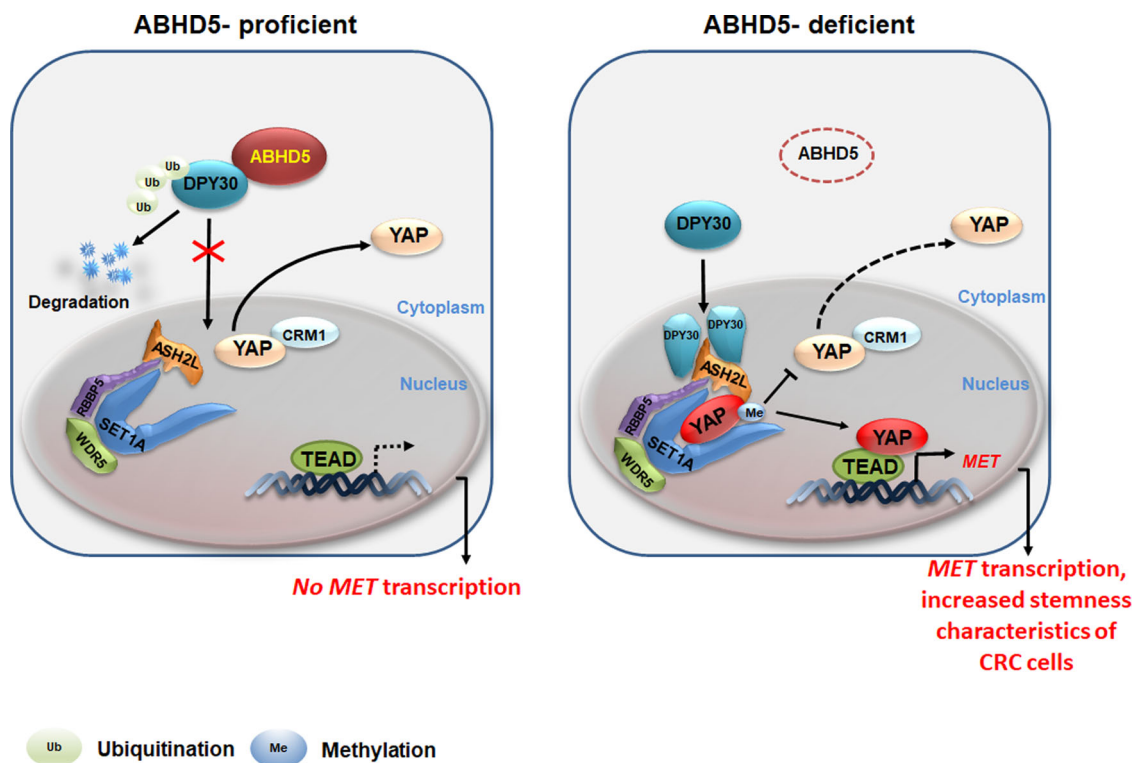 ABHD5- proficient
ABHD5
Ub
Ub
Ub
DPY30
YAP
Degradation
Cytoplasm
ASH2L
YAP
CRM1
RBBP5
Nucleus
SET1A
WDR5
TEAD
No MET transcription
ABHD5- deficient
ABHD5
DPY30
YAP
Cytoplasm
DPY30
DPY30
CRM1
YAP
ASH2L
Nucleus
RBBP5
YAP
Me
SET1A
YAP
WDR5
TEAD
MET
MET transcription,
increased stemness
characteristics of
CRC cells
Ub
Ubiquitination
Me
Methylation